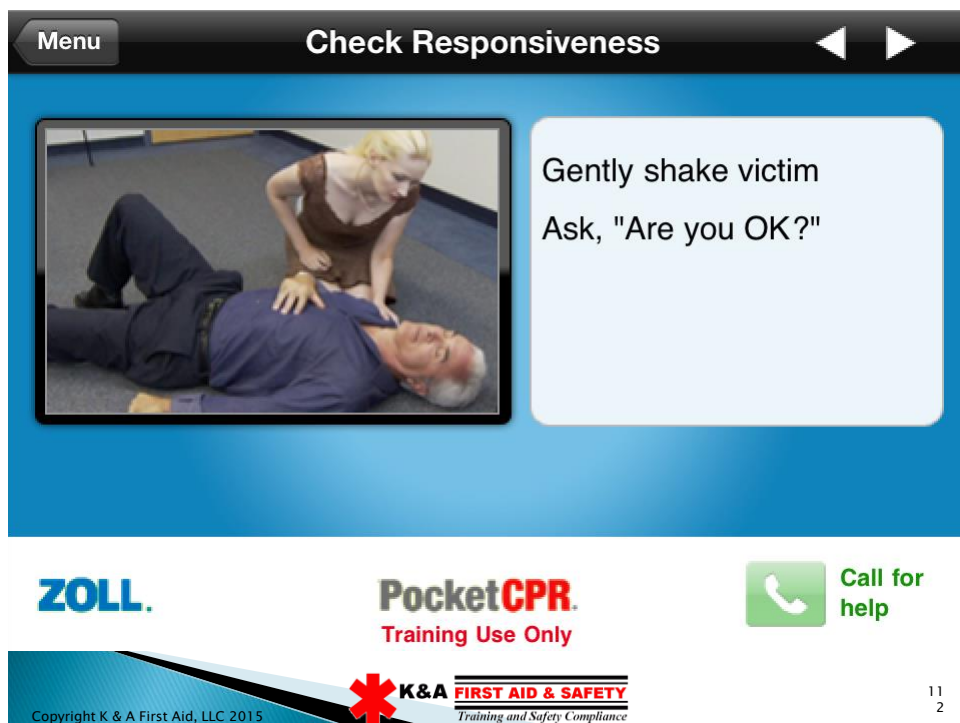 Menu
Check Responsiveness
Gently shake victim
Ask, "Are you OK?"
ZOLL.
PocketCPR.
Training Use Only
Call for
help
K&A FIRST AID & SAFETY
Training and Safety Compliance
Copyright K & A First Aid, LLC 2015
11
2